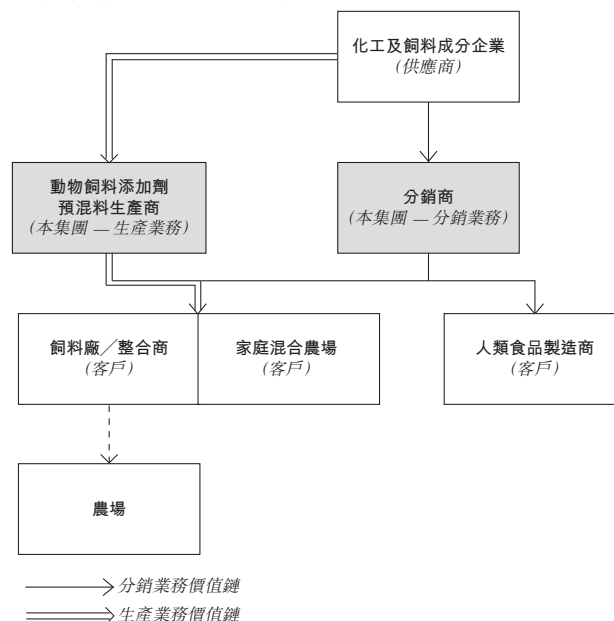 化工及飼料成分企業
(供應商)
動物飼料添加劑
預混料生產商
(本集團 — 生產業務)
分銷商
(本集團 — 分銷業務)
飼料廠／整合商
(客戶)
家庭混合農場
(客戶)
人類食品製造商
(客戶)
農場
分銷業務價值鏈
生產業務價值鏈